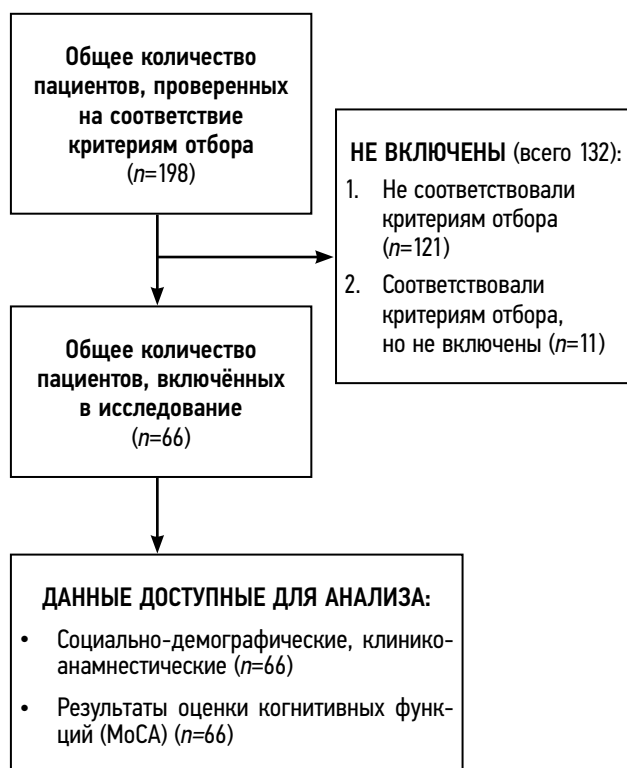 Общее количество
пациентов, проверенных
на соответствие
критериям отбора
(n=198)
НЕ ВКЛЮЧЕНЫ (всего 132):
1. Не соответствовали
критериям отбора
(n=121)
2. Соответствовали
критериям отбора,
но не включены (n=11)
Общее количество
пациентов, включённых
в исследование
(n=66)
ДАННЫЕ ДОСТУПНЫЕ ДЛЯ АНАЛИЗА:
• Социально-демографические, клинико-
анамнестические (n=66)
• Результаты оценки когнитивных функ-
ций (MoCA) (n=66)